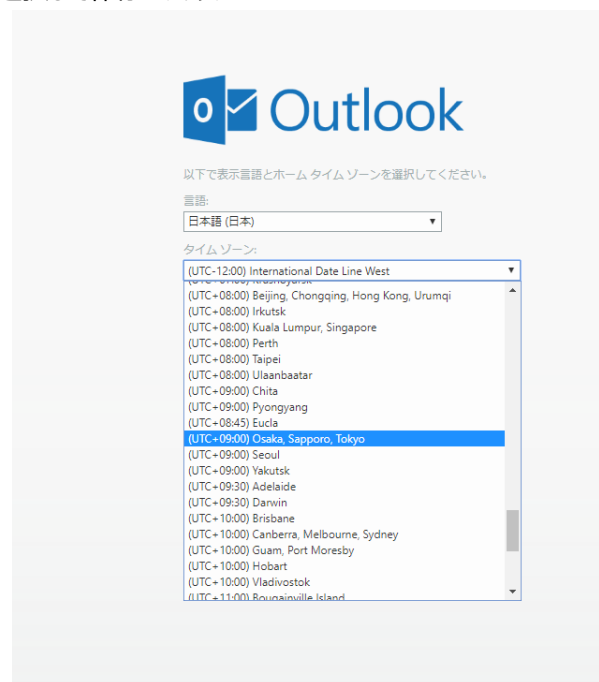 Outlook
以下で表示言語とホーム タイム ゾーンを選択してください。
言語:
日本語 (日本)
タイム ゾーン:
(UTC-12:00) International Date Line West
(UTC+08:00) Beijing, Chongqing, Hong Kong, Urumqi
(UTC+08:00) Irkutsk
(UTC+08:00) Kuala Lumpur, Singapore
(UTC+08:00) Perth
(UTC+08:00) Taipei
(UTC+08:00) Ulaanbaatar
(UTC+09:00) Chita
(UTC+09:00) Pyongyang
(UTC+08:45) Eucla
(UTC+09:00) Osaka, Sapporo, Tokyo
(UTC+09:00) Seoul
(UTC+09:00) Yakutsk
(UTC+09:30) Adelaide
(UTC+09:30) Darwin
(UTC+10:00) Brisbane
(UTC+10:00) Canberra, Melbourne, Sydney
(UTC+10:00) Guam, Port Moresby
(UTC+10:00) Hobart
(UTC+10:00) Vladivostok
(UTC+11:00) Bougainville Island